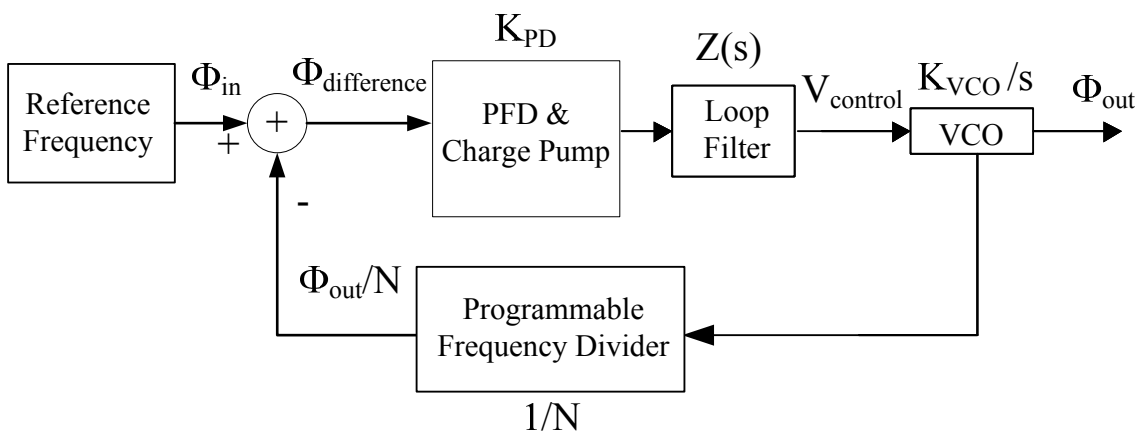 K_PD
Z(s)
Φ_in
Φ_difference
V_control
K_VCO /s
Φ_out
Reference
Frequency
+
+
PFD &
Charge Pump
Loop
Filter
VCO
-
Φ_out/N
Programmable
Frequency Divider
1/N